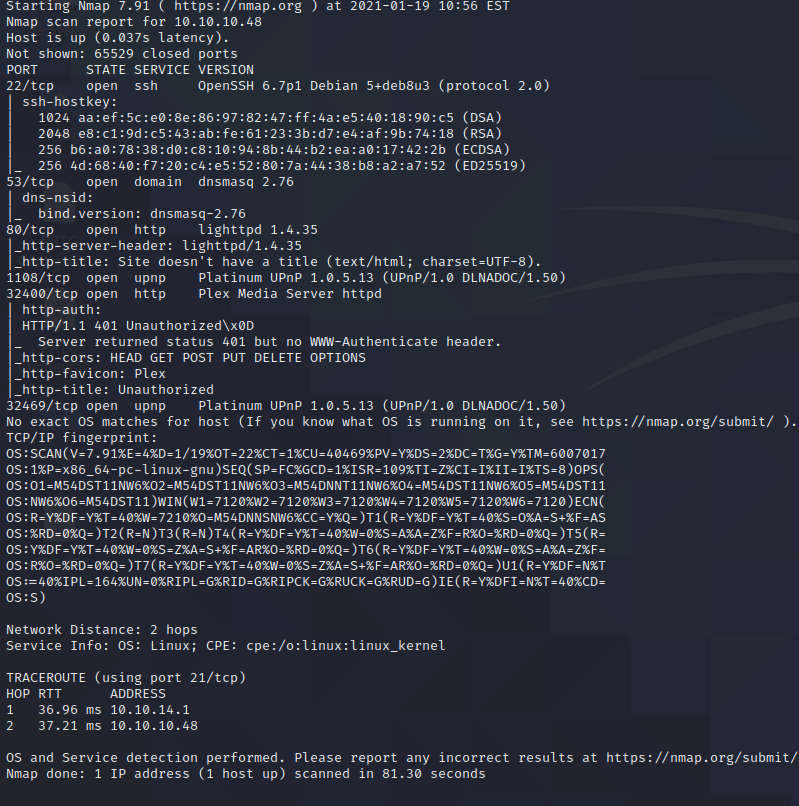 Starting Nmap 7.91 ( https://nmap.org ) at 2021-01-19 10:56 EST
Nmap scan report for 10.10.10.48
Host is up (0.037s latency).
Not shown: 65529 closed ports
PORT      STATE SERVICE VERSION
22/tcp    open  ssh     OpenSSH 6.7p1 Debian 5+deb8u3 (protocol 2.0)
| ssh-hostkey:
|   1024 aa:ef:5c:e0:8e:86:97:82:47:ff:4a:e5:40:18:90:c5 (DSA)
|   2048 e8:c1:9d:c5:43:ab:fe:61:23:3b:d7:e4:af:9b:74:18 (RSA)
|   256 b6:a0:78:38:d0:c8:10:94:8b:44:b2:ea:a0:17:42:2b (ECDSA)
|_  256 4d:68:40:f7:20:c4:e5:52:80:7a:44:38:b8:a2:a7:52 (ED25519)
53/tcp    open  domain  dnsmasq 2.76
| dns-nsid:
|_  bind.version: dnsmasq-2.76
80/tcp    open  http    lighttpd 1.4.35
|_http-server-header: lighttpd/1.4.35
|_http-title: Site doesn't have a title (text/html; charset=UTF-8).
1108/tcp  open  upnp    Platinum UPnP 1.0.5.13 (UPnP/1.0 DLNADOC/1.50)
32400/tcp open  http    Plex Media Server httpd
| http-auth:
| HTTP/1.1 401 Unauthorized\x0D
|_  Server returned status 401 but no WWW-Authenticate header.
|_http-cors: HEAD GET POST PUT DELETE OPTIONS
|_http-favicon: Plex
|_http-title: Unauthorized
32469/tcp open  upnp    Platinum UPnP 1.0.5.13 (UPnP/1.0 DLNADOC/1.50)
No exact OS matches for host (If you know what OS is running on it, see https://nmap.org/submit/ ).
TCP/IP fingerprint:
OS:SCAN(V=7.91%E=4%D=1/19%OT=22%CT=1%CU=40469%PV=Y%DS=2%DC=T%G=Y%TM=6007017
OS:1%P=x86_64-pc-linux-gnu)SEQ(SP=FC%GCD=1%ISR=109%TI=Z%CI=I%II=I%TS=8)OPS(
OS:O1=M54DST11NW6%O2=M54DST11NW6%O3=M54DNNT11NW6%O4=M54DST11NW6%O5=M54DST11
OS:NW6%O6=M54DST11)WIN(W1=7120%W2=7120%W3=7120%W4=7120%W5=7120%W6=7120)ECN(
OS:R=Y%DF=Y%T=40%W=7210%O=M54DNNSNW6%CC=Y%Q=)T1(R=Y%DF=Y%T=40%S=O%A=S+%F=AS
OS:%RD=0%Q=)T2(R=N)T3(R=N)T4(R=Y%DF=Y%T=40%W=0%S=A%A=Z%F=R%O=%RD=0%Q=)T5(R=
OS:Y%DF=Y%T=40%W=0%S=Z%A=S+%F=AR%O=%RD=0%Q=)T6(R=Y%DF=Y%T=40%W=0%S=A%A=Z%F=
OS:R%O=%RD=0%Q=)T7(R=Y%DF=Y%T=40%W=0%S=Z%A=S+%F=AR%O=%RD=0%Q=)U1(R=Y%DF=N%T
OS:=40%IPL=164%UN=0%RIPL=G%RID=G%RIPCK=G%RUCK=G%RUD=G)IE(R=Y%DFI=N%T=40%CD=
OS:S)
Network Distance: 2 hops
Service Info: OS: Linux; CPE: cpe:/o:linux:linux_kernel
TRACEROUTE (using port 21/tcp)
HOP RTT      ADDRESS
1   36.96 ms 10.10.14.1
2   37.21 ms 10.10.10.48
OS and Service detection performed. Please report any incorrect results at https://nmap.org/submit/
Nmap done: 1 IP address (1 host up) scanned in 81.30 seconds